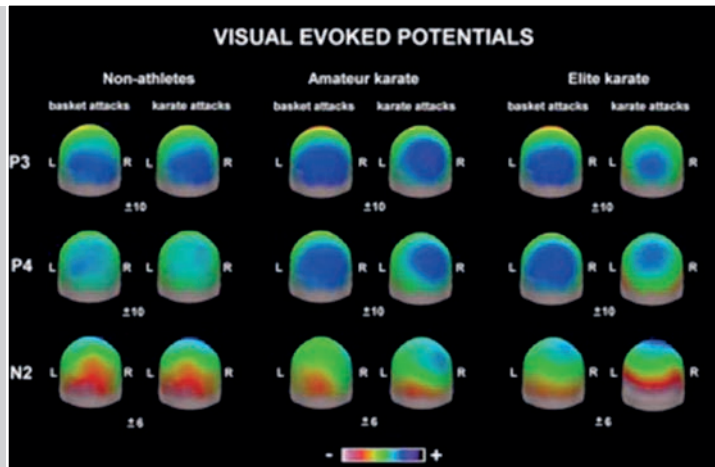 VISUAL EVOKED POTENTIALS
Non-athletes Amateur karate Elite karate
basket attacks karate attacks basket attacks karate attacks basket attacks karate attacks
P3 L R L R L R L R L R L R
±10 ±10 ±10
P4 L R L R L R L R L R L R
±10 ±10 ±10
N2 L R L R L R L R L R L R
±6 ±6 ±6
- +